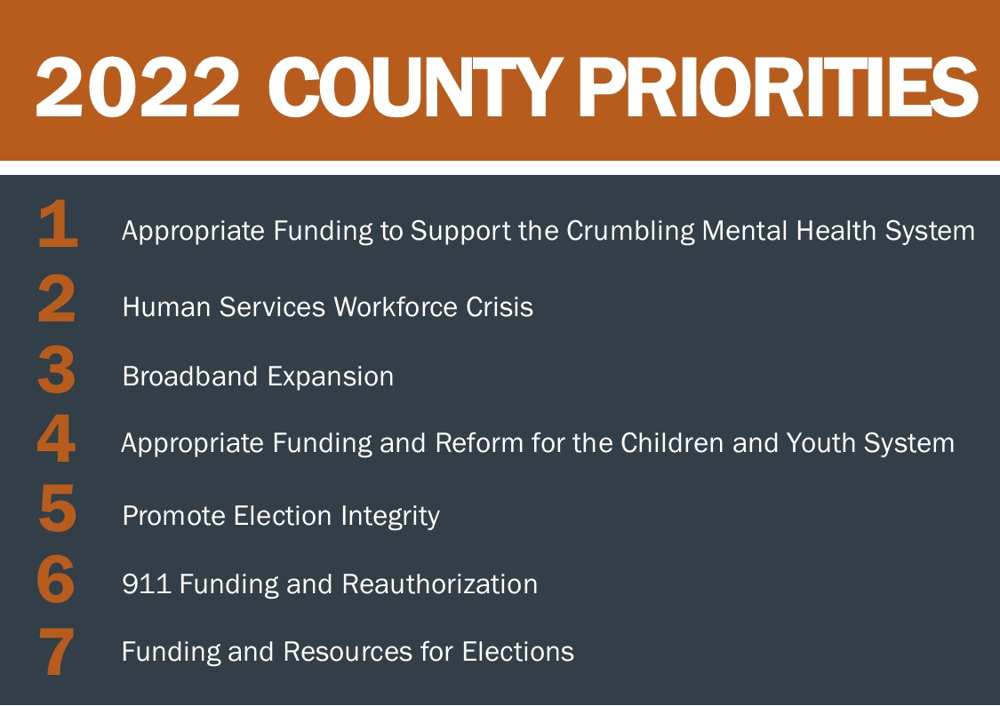 2022 COUNTY PRIORITIES
1 Appropriate Funding to Support the Crumbling Mental Health System
2 Human Services Workforce Crisis
3 Broadband Expansion
4 Appropriate Funding and Reform for the Children and Youth System
5 Promote Election Integrity
6 911 Funding and Reauthorization
7 Funding and Resources for Elections